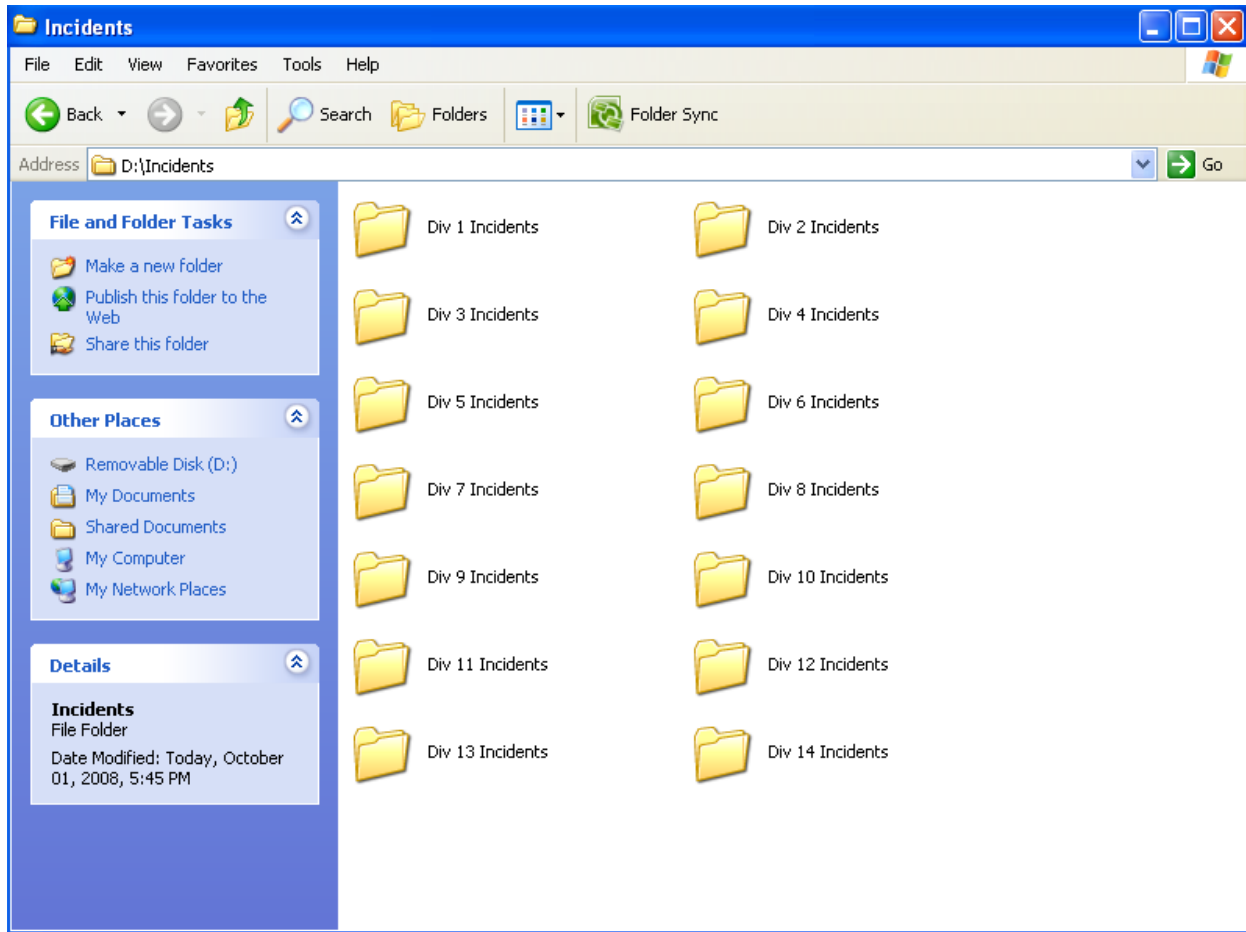 Incidents
File Edit View Favorites Tools Help
Back Search Folders Folder Sync
Address D:\Incidents Go
File and Folder Tasks
Make a new folder
Publish this folder to the
Web
Share this folder
Other Places
Removable Disk (D:)
My Documents
Shared Documents
My Computer
My Network Places
Details
Incidents
File Folder
Date Modified: Today, October
01, 2008, 5:45 PM
Div 1 Incidents Div 2 Incidents
Div 3 Incidents Div 4 Incidents
Div 5 Incidents Div 6 Incidents
Div 7 Incidents Div 8 Incidents
Div 9 Incidents Div 10 Incidents
Div 11 Incidents Div 12 Incidents
Div 13 Incidents Div 14 Incidents